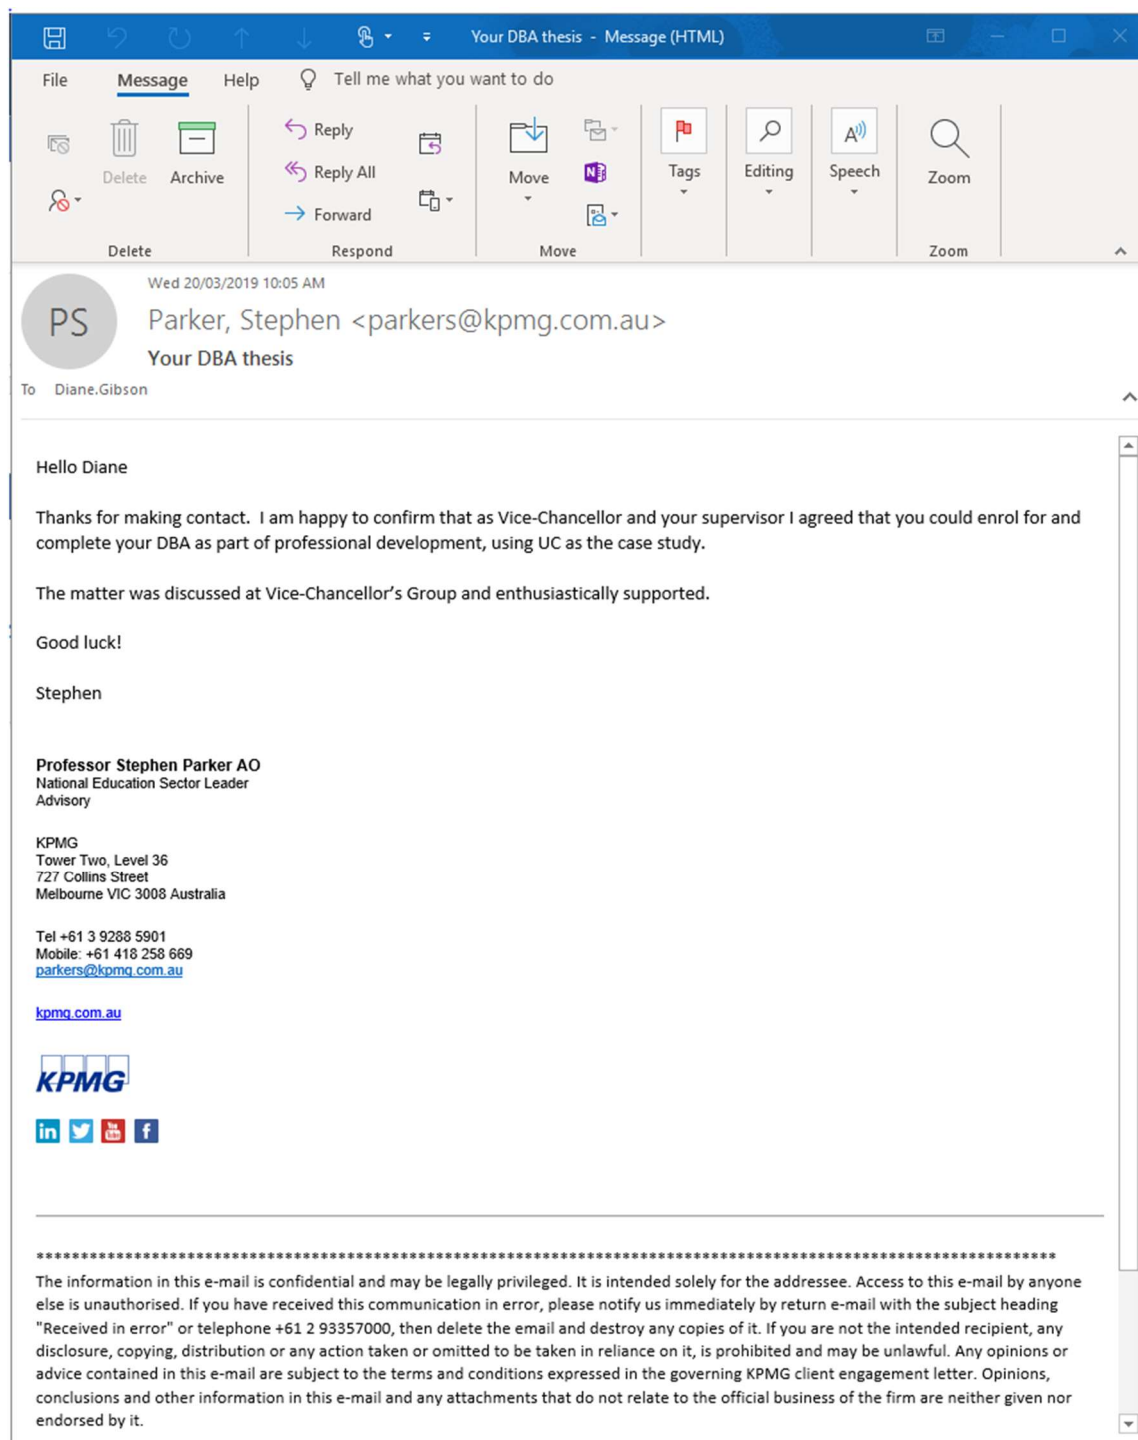 Your DBA thesis - Message (HTML)
File Message Help Tell me what you want to do
Delete
Archive
Reply
Reply All
Forward
Move
Tags
Editing
Speech
Zoom
Delete Respond Move Zoom
PS
Wed 20/03/2019 10:05 AM
Parker, Stephen <parkers@kpmg.com.au>
Your DBA thesis
To Diane.Gibson
Hello Diane
Thanks for making contact. I am happy to confirm that as Vice-Chancellor and your supervisor I agreed that you could enrol for and
complete your DBA as part of professional development, using UC as the case study.
The matter was discussed at Vice-Chancellor's Group and enthusiastically supported.
Good luck!
Stephen
Professor Stephen Parker AO
National Education Sector Leader
Advisory
KPMG
Tower Two, Level 36
727 Collins Street
Melbourne VIC 3008 Australia
Tel +61 3 9288 5901
Mobile: +61 418 258 669
parkers@kpmg.com.au
kpmg.com.au
KPMG
in You Tube f
*******************************************************************************************************************
The information in this e-mail is confidential and may be legally privileged. It is intended solely for the addressee. Access to this e-mail by anyone
else is unauthorised. If you have received this communication in error, please notify us immediately by return e-mail with the subject heading
"Received in error" or telephone +61 2 93357000, then delete the email and destroy any copies of it. If you are not the intended recipient, any
disclosure, copying, distribution or any action taken or omitted to be taken in reliance on it, is prohibited and may be unlawful. Any opinions or
advice contained in this e-mail are subject to the terms and conditions expressed in the governing KPMG client engagement letter. Opinions,
conclusions and other information in this e-mail and any attachments that do not relate to the official business of the firm are neither given nor
endorsed by it.